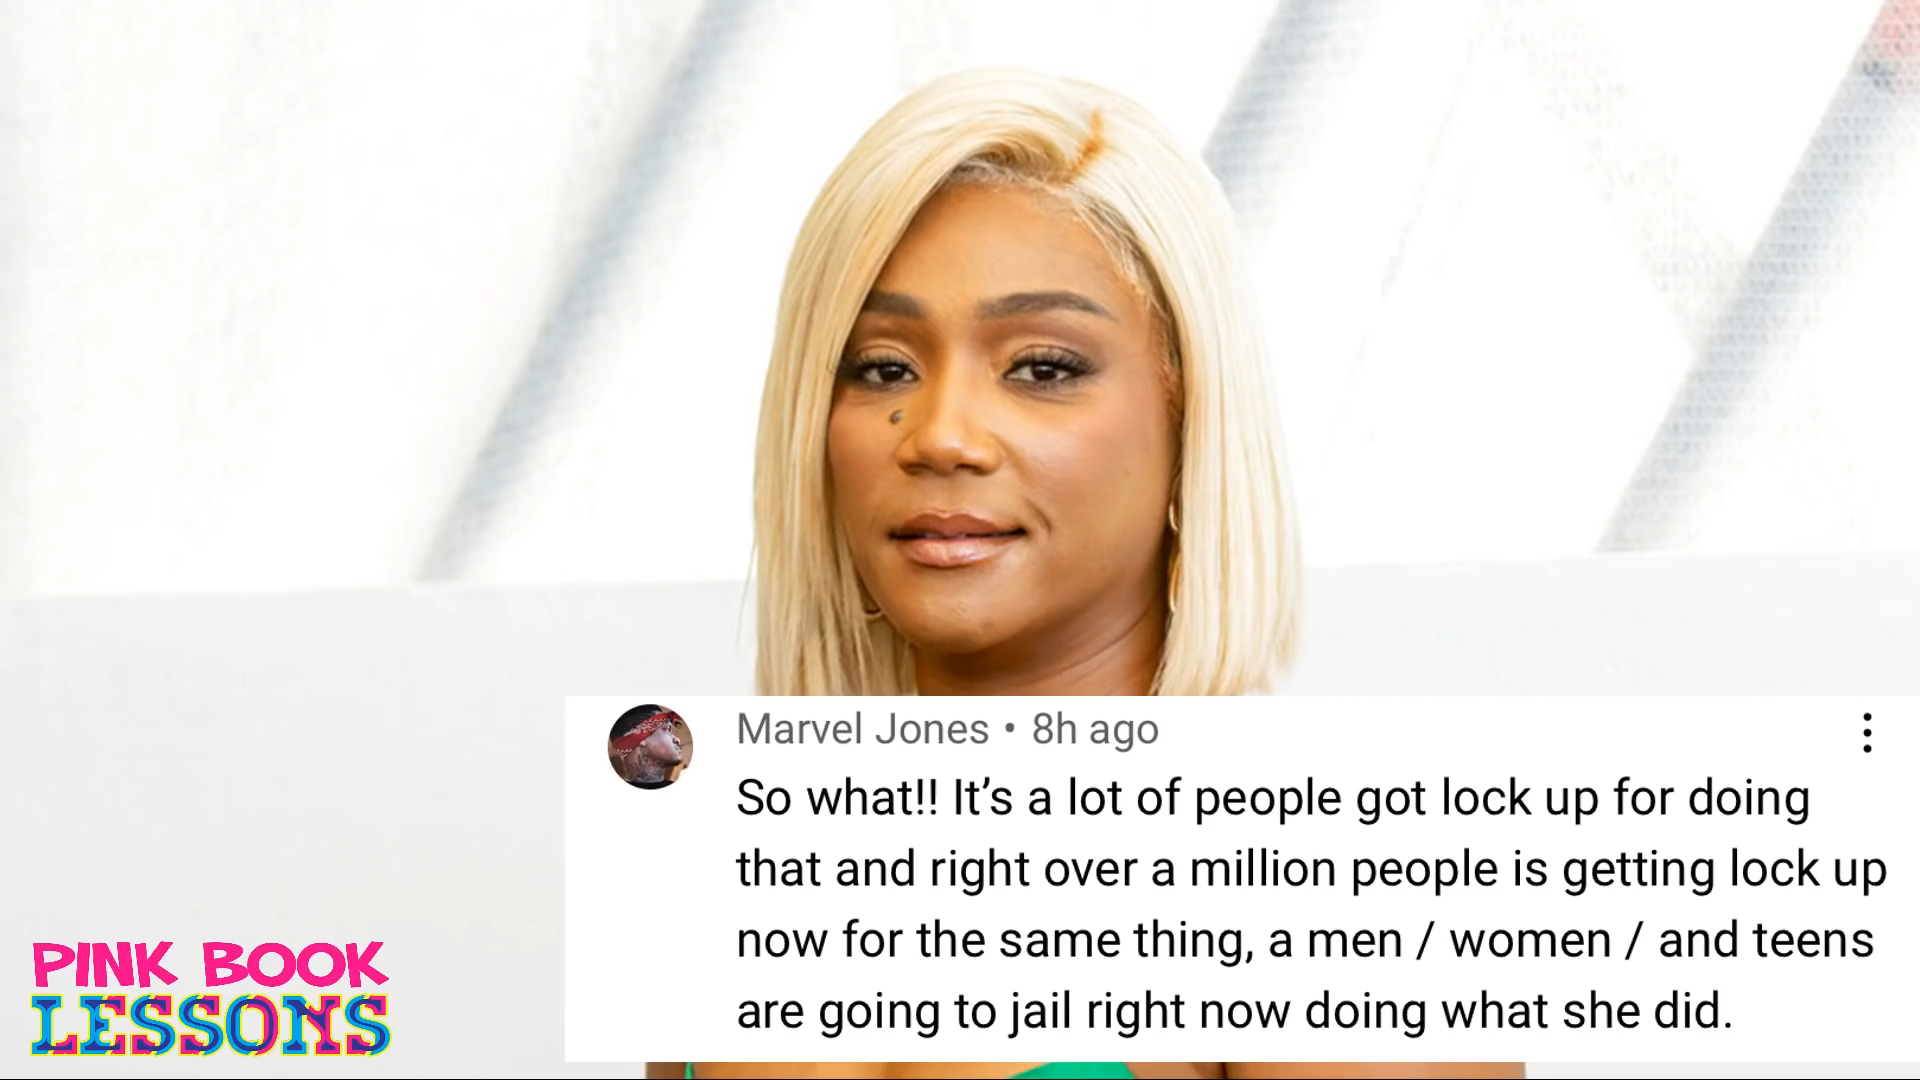 Marvel Jones • 8h ago
So what!! It’s a lot of people got lock up for doing
that and right over a million people is getting lock up
now for the same thing, a men / women / and teens
are going to jail right now doing what she did.
PINK BOOK
LESSONS